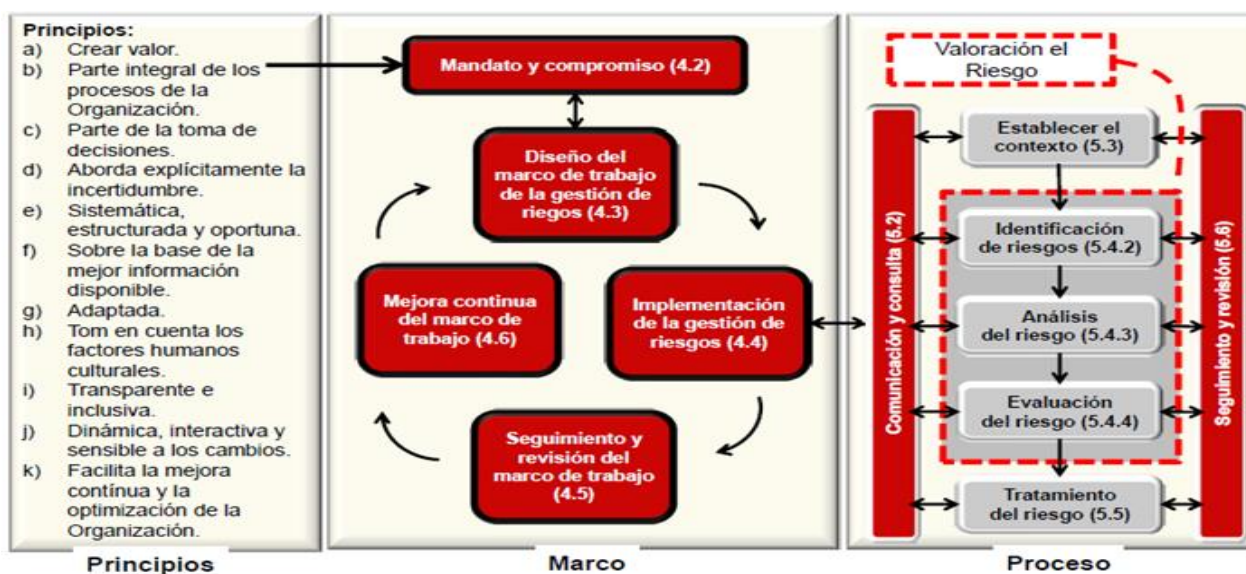 Principios:
a) Crear valor.
b) Parte integral de los
procesos de la
Organización.
c) Parte de la toma de
decisiones.
d) Aborda explícitamente la
incertidumbre.
e) Sistemática,
estructurada y oportuna.
f) Sobre la base de la
mejor información
disponible.
g) Adaptada.
h) Tom en cuenta los
factores humanos
culturales.
i) Transparente e
inclusiva.
j) Dinámica, interactiva y
sensible a los cambios.
k) Facilita la mejora
contínua y la
optimización de la
Organización.
Principios
Mandato y compromiso (4.2)
Diseño del
marco de trabajo
de la gestión de
riegos (4.3)
Mejora continua
del marco de
trabajo (4.6)
Implementación
de la gestión de
riesgos (4.4)
Seguimiento y
revisión del
marco de trabajo
(4.5)
Marco
Valoración el
Riesgo
Comunicación y consulta (5.2)
Establecer el
contexto (5.3)
Identificación
de riesgos (5.4.2)
Análisis
del riesgo (5.4.3)
Evaluación
del riesgo (5.4.4)
Tratamiento
del riesgo (5.5)
Seguimiento y revisión (5.6)
Proceso